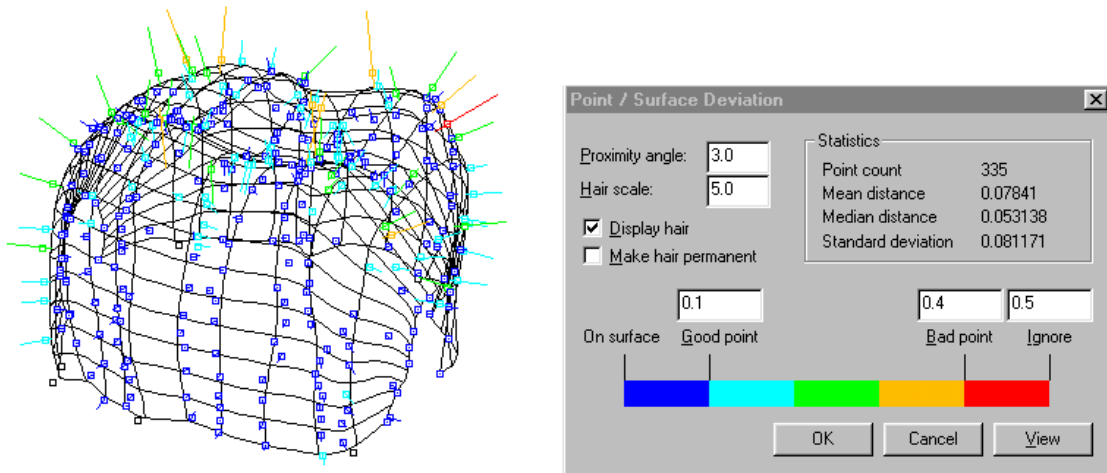 Point / Surface Deviation
Proximity angle: 3.0
Hair scale: 5.0
Display hair
Make hair permanent
Statistics
Point count 335
Mean distance 0.07841
Median distance 0.053138
Standard deviation 0.081171
0.1 0.4 0.5
On surface Good point Bad point Ignore
OK Cancel View